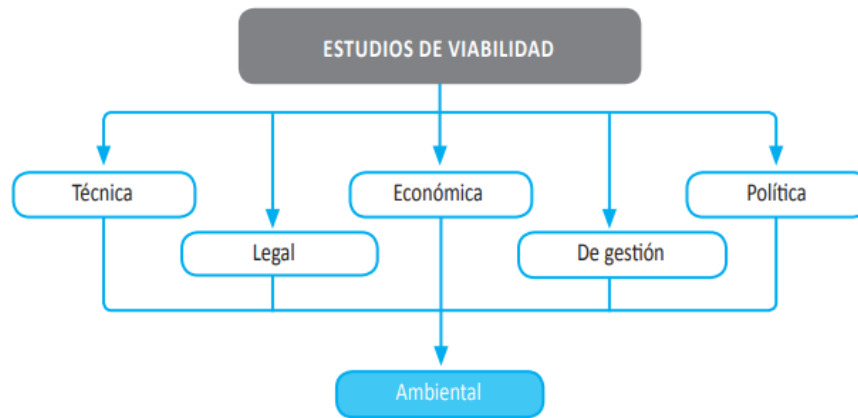 ESTUDIOS DE VIABILIDAD
Técnica
Económica
Política
Legal
De gestión
Ambiental